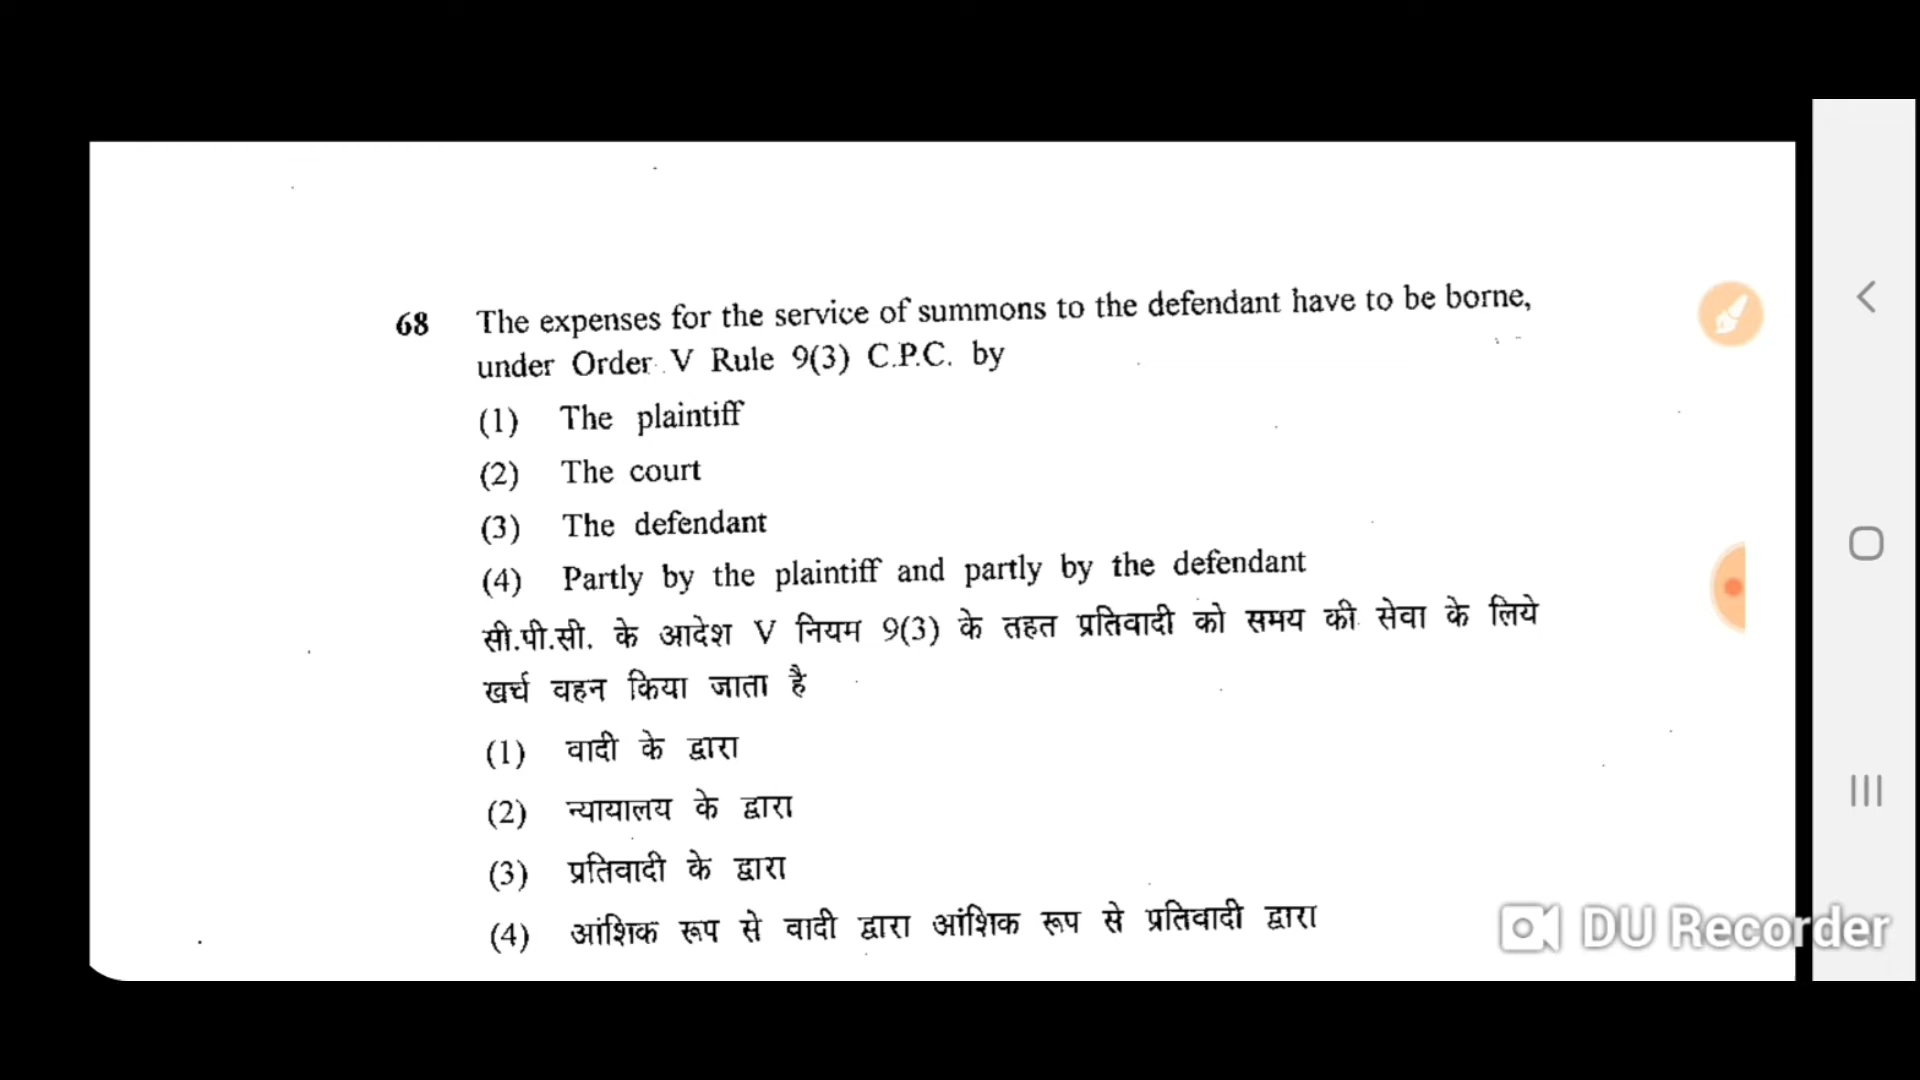 68 The expenses for the service of summons to the defendant have to be borne,
under Order V Rule 9(3) C.P.C. by
(1) The plaintiff
(2) The court
(3) The defendant
(4) Partly by the plaintiff and partly by the defendant
सी.पी.सी. के आदेश V नियम 9(3) के तहत प्रतिवादी को समय की सेवा के लिये
खर्च वहन किया जाता है
(1) वादी के द्वारा
(2) न्यायालय के द्वारा
(3) प्रतिवादी के द्वारा
(4) आंशिक रूप से वादी द्वारा आंशिक रूप से प्रतिवादी द्वारा
DU Recorder